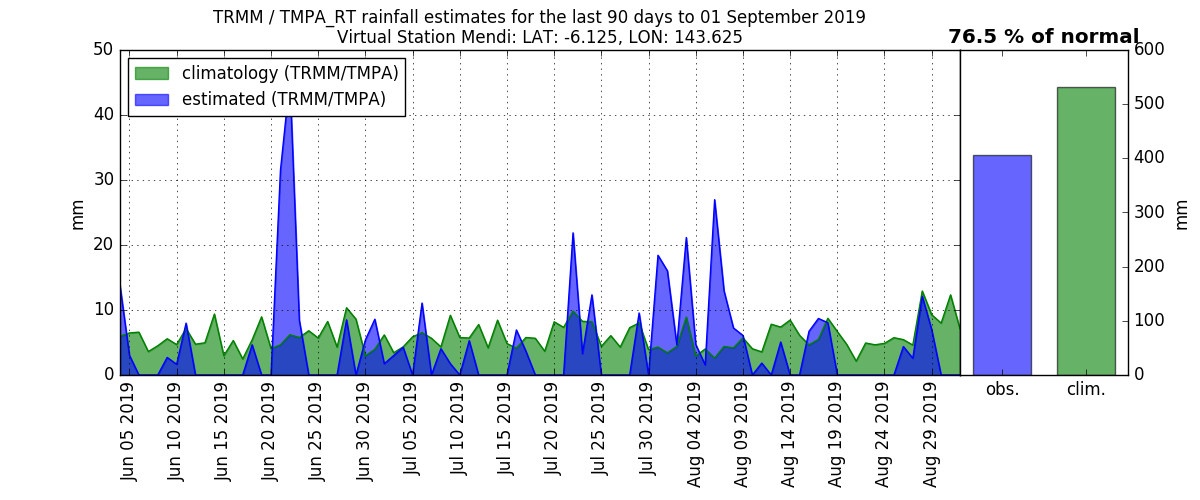 TRMM / TMPA_RT rainfall estimates for the last 90 days to 01 September 2019
Virtual Station Mendi: LAT: -6.125, LON: 143.625
76.5 % of normal
climatology (TRMM/TMPA)
estimated (TRMM/TMPA)
50
40
30
20
10
0
mm
Jun 05 2019
Jun 10 2019
Jun 15 2019
Jun 20 2019
Jun 25 2019
Jun 30 2019
Jul 05 2019
Jul 10 2019
Jul 15 2019
Jul 20 2019
Jul 25 2019
Jul 30 2019
Aug 04 2019
Aug 09 2019
Aug 14 2019
Aug 19 2019
Aug 24 2019
Aug 29 2019
600
500
400
300
200
100
0
mm
obs.
clim.